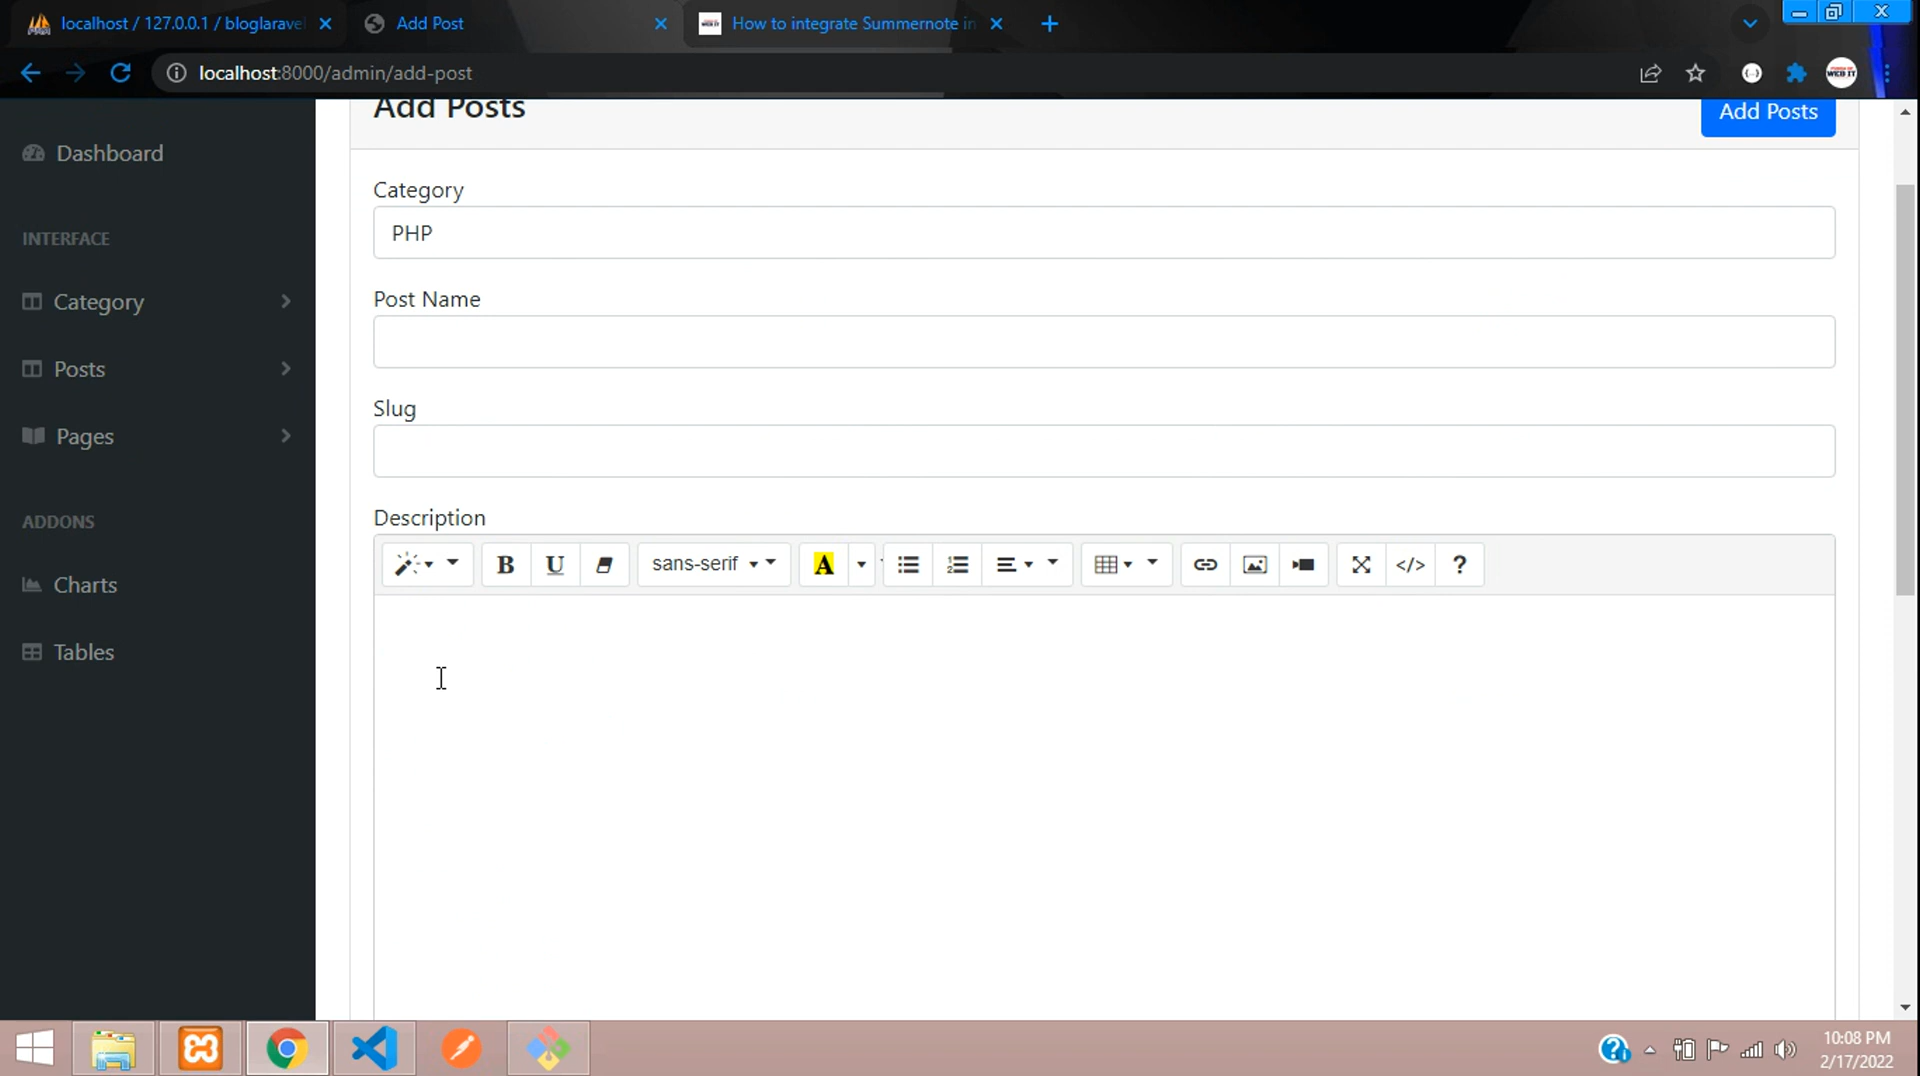 localhost / 127.0.0.1 / bloglaravel
Add Post
How to integrate Summernote in
localhost:8000/admin/add-post
WEB IT
Dashboard
INTERFACE
Category
Posts
Pages
ADDONS
Charts
Tables
Add Posts
Add Posts
Category
PHP
Post Name
Slug
Description
B U sans-serif A </> ?
10:08 PM
2/17/2022